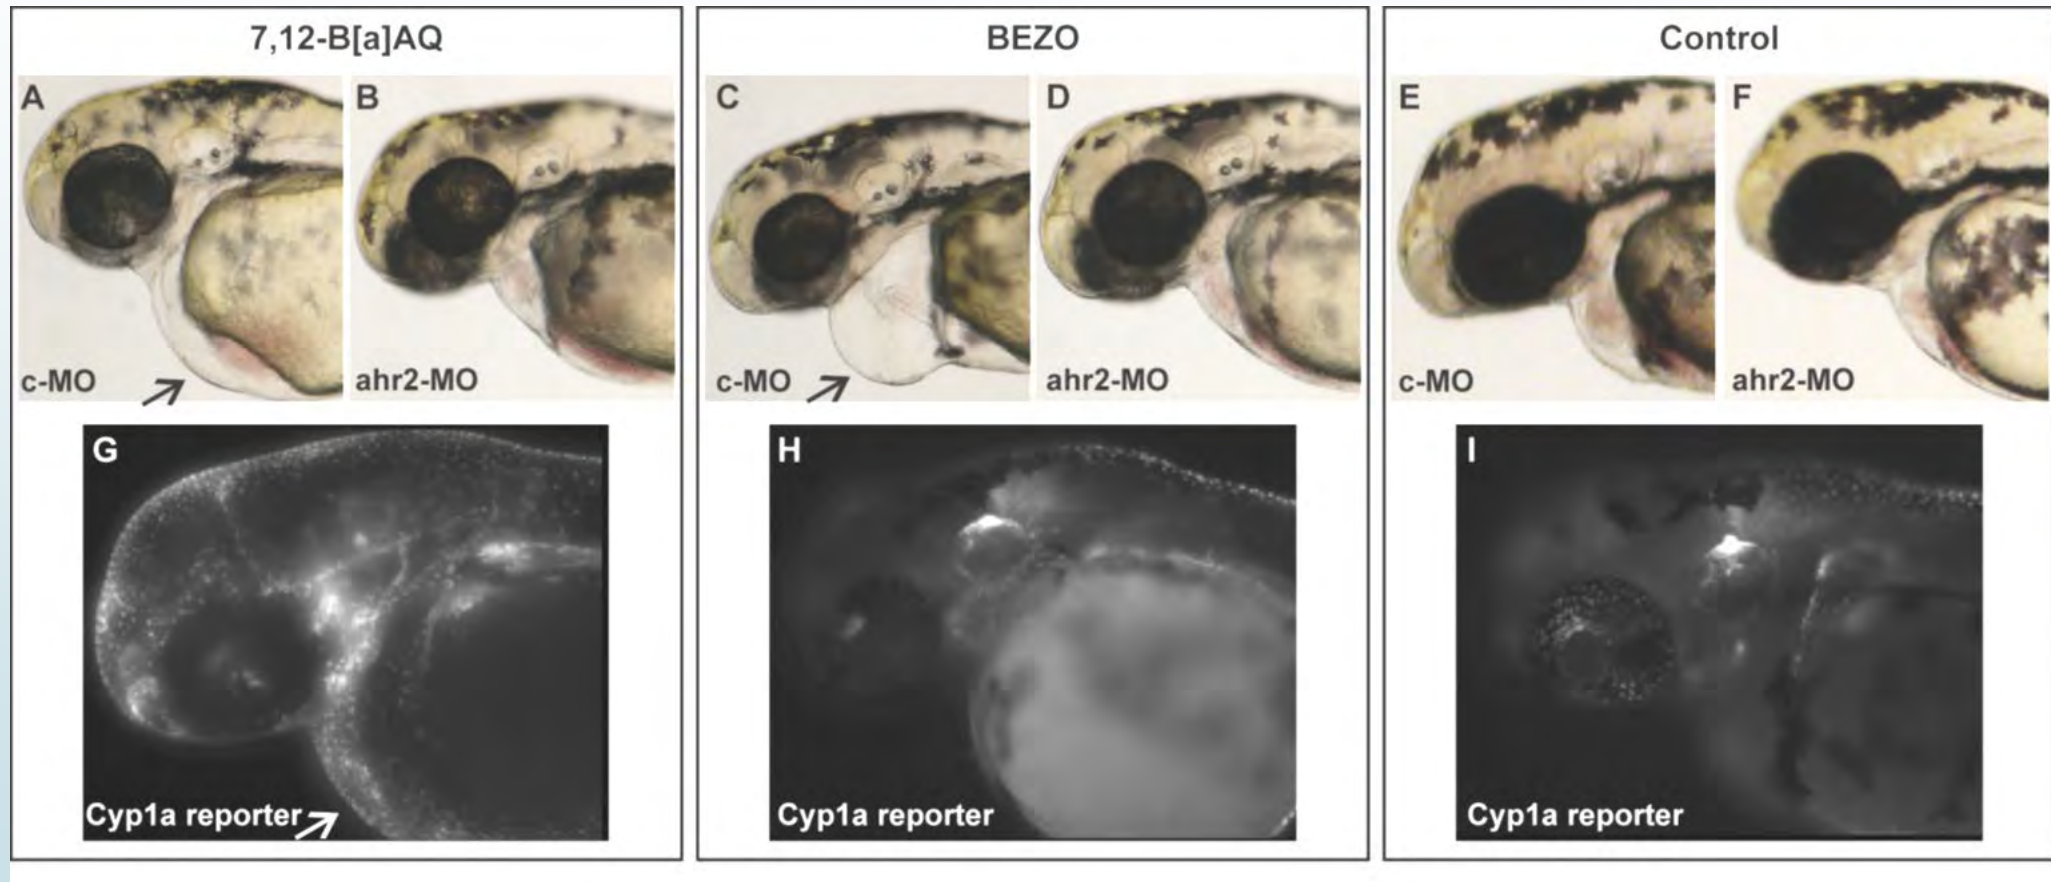 7,12-B[a]AQ
A
B
c-MO
ahr2-MO
G
Cyp1a reporter
BEZO
C
D
c-MO
ahr2-MO
H
Cyp1a reporter
Control
E
F
c-MO
ahr2-MO
I
Cyp1a reporter